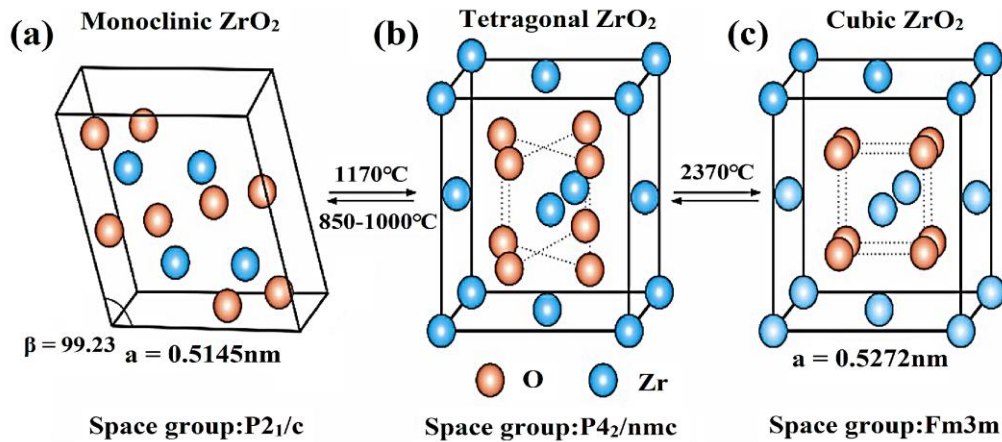 Monoclinic ZrO₂
Tetragonal ZrO₂
Cubic ZrO₂
(a)
(b)
(c)
1170℃
850-1000℃
2370℃
β = 99.23
a = 0.5145nm
O
Zr
a = 0.5272nm
Space group:P2₁/c
Space group:P4₂/nmc
Space group:Fm3m